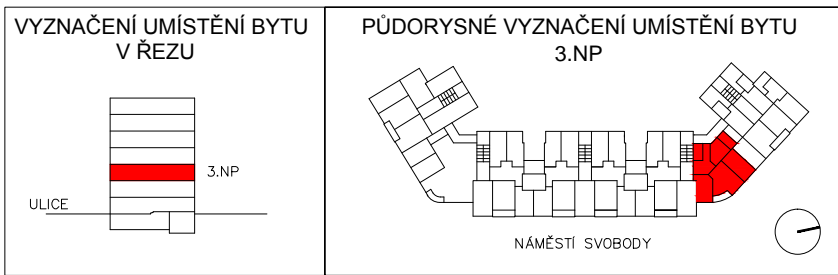 VYZNAČENÍ UMÍSTĚNÍ BYTU
V ŘEZU
3.NP
ULICE
PŮDORYSNÉ VYZNAČENÍ UMÍSTĚNÍ BYTU
3.NP
NÁMĚSTÍ SVOBODY